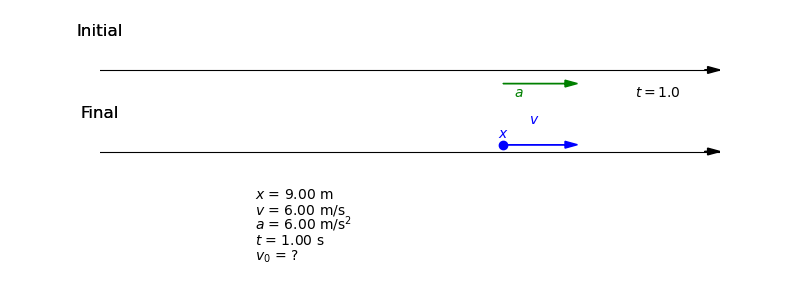 Initial
a
t = 1.0
Final
v
x
x = 9.00 m
v = 6.00 m/s
a = 6.00 m/s²
t = 1.00 s
v₀ = ?